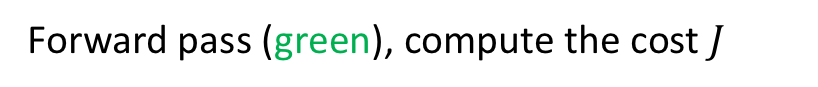 Forward pass (green), compute the cost J